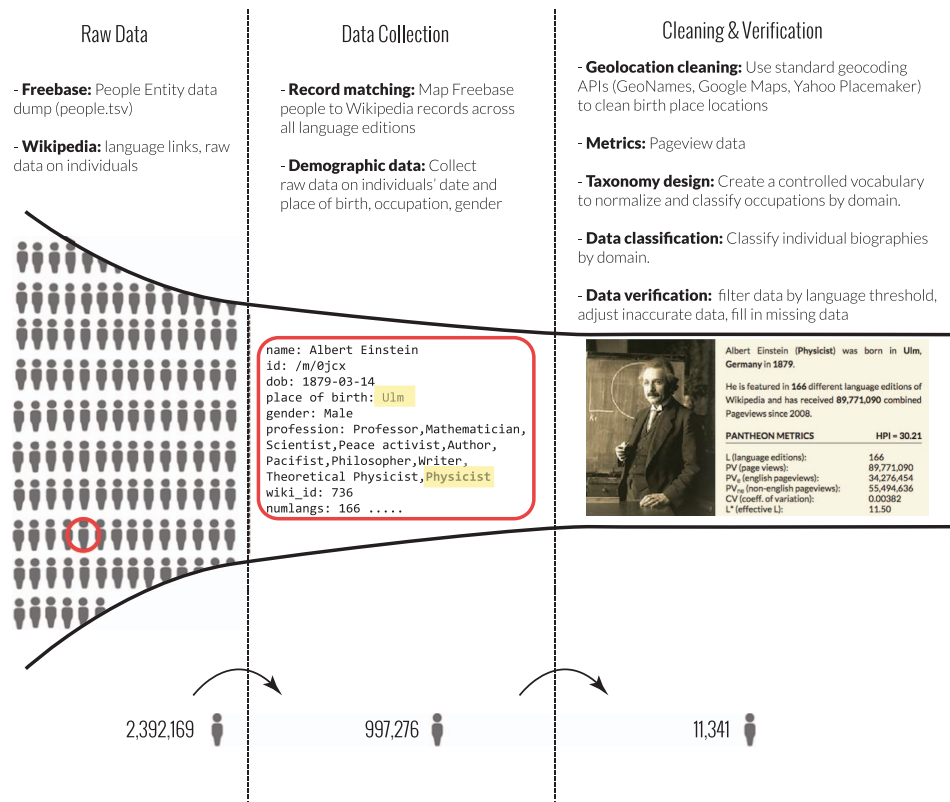 Raw Data
- Freebase: People Entity data
dump (people.tsv)
- Wikipedia: language links, raw
data on individuals
Data Collection
- Record matching: Map Freebase
people to Wikipedia records across
all language editions
- Demographic data: Collect
raw data on individuals' date and
place of birth, occupation, gender
Cleaning & Verification
- Geolocation cleaning: Use standard geocoding
APIs (GeoNames, Google Maps, Yahoo Placemaker)
to clean birth place locations
- Metrics: Pageview data
- Taxonomy design: Create a controlled vocabulary
to normalize and classify occupations by domain.
- Data classification: Classify individual biographies
by domain.
- Data verification: filter data by language threshold,
adjust inaccurate data, fill in missing data
name: Albert Einstein
id: /m/0jcx
dob: 1879-03-14
place of birth: Ulm
gender: Male
profession: Professor,Mathematician,
Scientist,Peace activist,Author,
Pacifist,Philosopher,Writer,
Theoretical Physicist,Physicist
wiki_id: 736
numlangs: 166 .....
Albert Einstein (Physicist) was born in Ulm,
Germany in 1879.
He is featured in 166 different language editions of
Wikipedia and has received 89,771,090 combined
Pageviews since 2008.
PANTHEON METRICS HPI = 30.21
L (language editions): 166
PV (page views): 89,771,090
PVe (english pageviews): 34,276,454
PVne (non-english pageviews): 55,494,636
CV (coeff. of variation): 0.00382
L* (effective L): 11.50
2,392,169
997,276
11,341